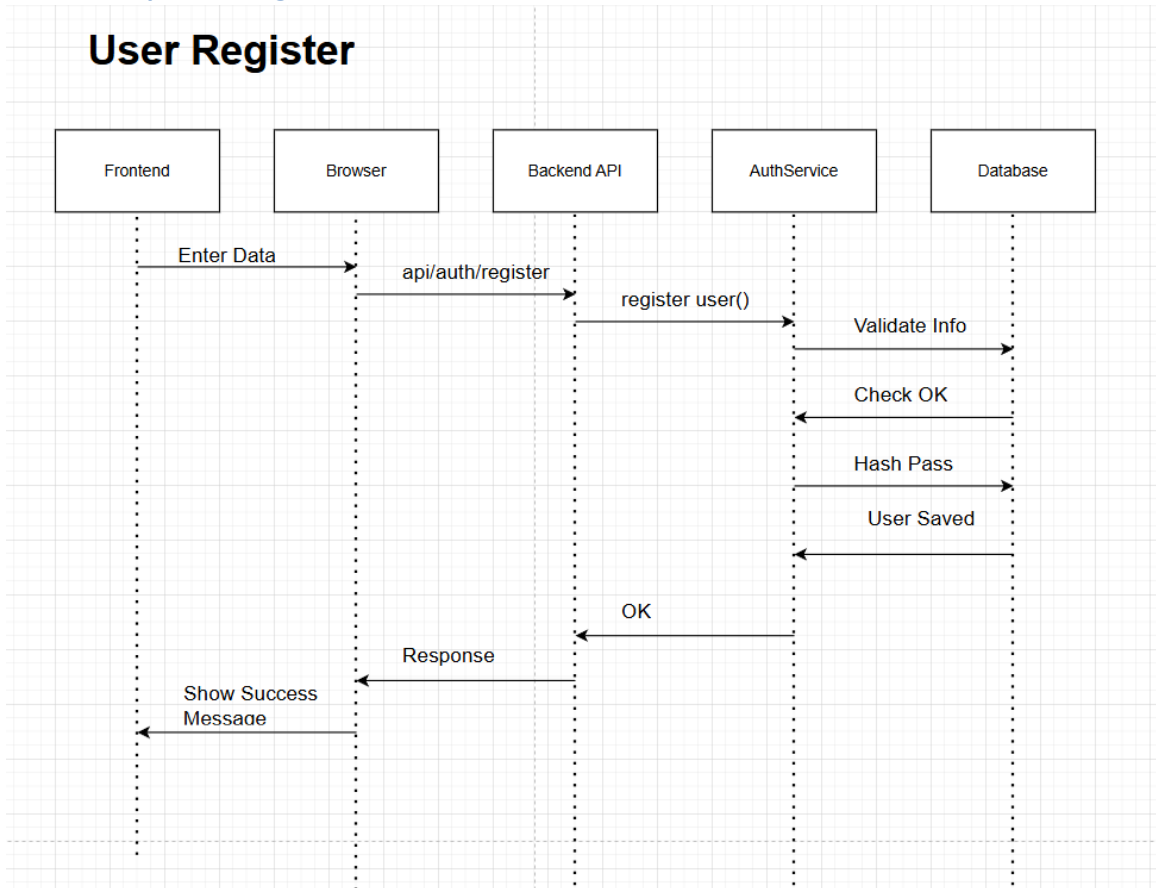 User Register
Frontend
Browser
Backend API
AuthService
Database
Enter Data
api/auth/register
register user()
Validate Info
Check OK
Hash Pass
User Saved
OK
Response
Show Success
Message